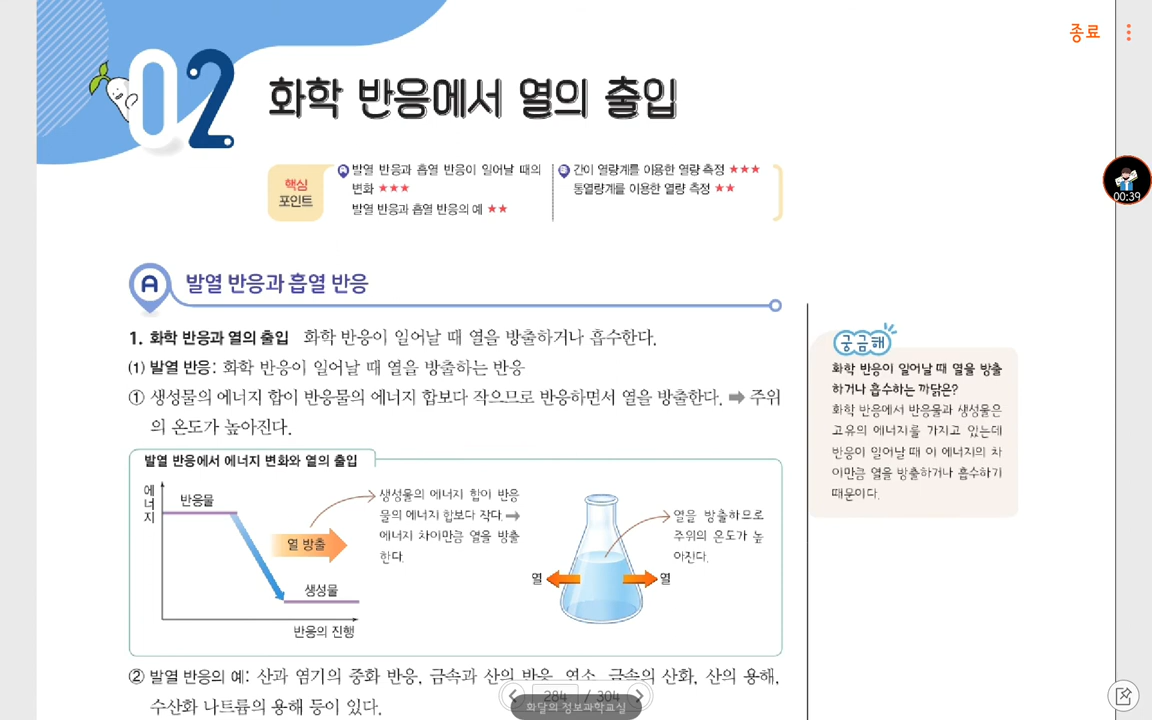 종료
02
화학 반응에서 열의 출입
핵심
포인트
A 발열 반응과 흡열 반응이 일어날 때의
변화 ★★★
발열 반응과 흡열 반응의 예 ★★
B 간이 열량계를 이용한 열량 측정 ★★★
통열량계를 이용한 열량 측정 ★★
00:39
A 발열 반응과 흡열 반응
1. 화학 반응과 열의 출입 화학 반응이 일어날 때 열을 방출하거나 흡수한다.
(1) 발열 반응: 화학 반응이 일어날 때 열을 방출하는 반응
① 생성물의 에너지 합이 반응물의 에너지 합보다 작으므로 반응하면서 열을 방출한다. ➡ 주위
의 온도가 높아진다.
발열 반응에서 에너지 변화와 열의 출입
에너지
반응물
열 방출
생성물
반응의 진행
생성물의 에너지 합이 반응
물의 에너지 합보다 작다. ➡
에너지 차이만큼 열을 방출
한다.
열
열
열을 방출하므로
주위의 온도가 높
아진다.
② 발열 반응의 예: 산과 염기의 중화 반응, 금속과 산의 반응, 연소, 금속의 산화, 산의 용해,
수산화 나트륨의 용해 등이 있다.
궁금해
화학 반응이 일어날 때 열을 방출
하거나 흡수하는 까닭은?
화학 반응에서 반응물과 생성물은
고유의 에너지를 가지고 있는데
반응이 일어날 때 이 에너지의 차
이만큼 열을 방출하거나 흡수하기
때문이다.
284 / 304
화달의 정보과학교실